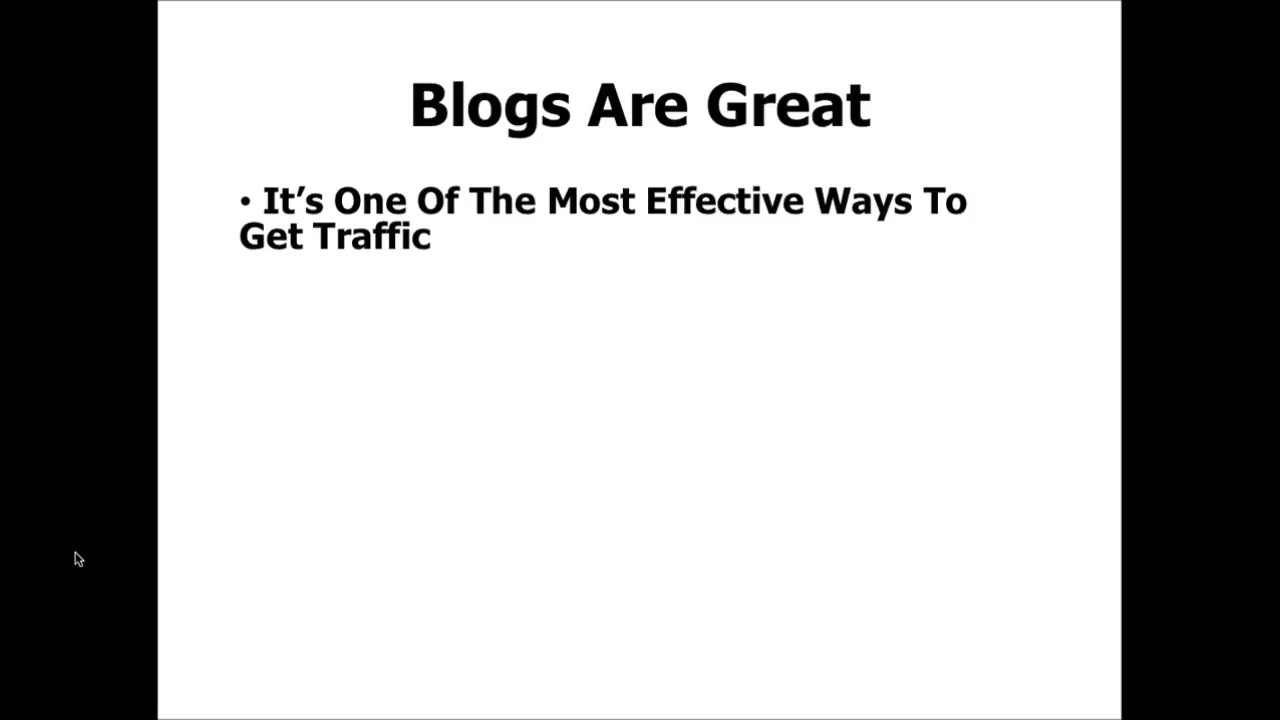 Blogs Are Great
• It’s One Of The Most Effective Ways To
Get Traffic